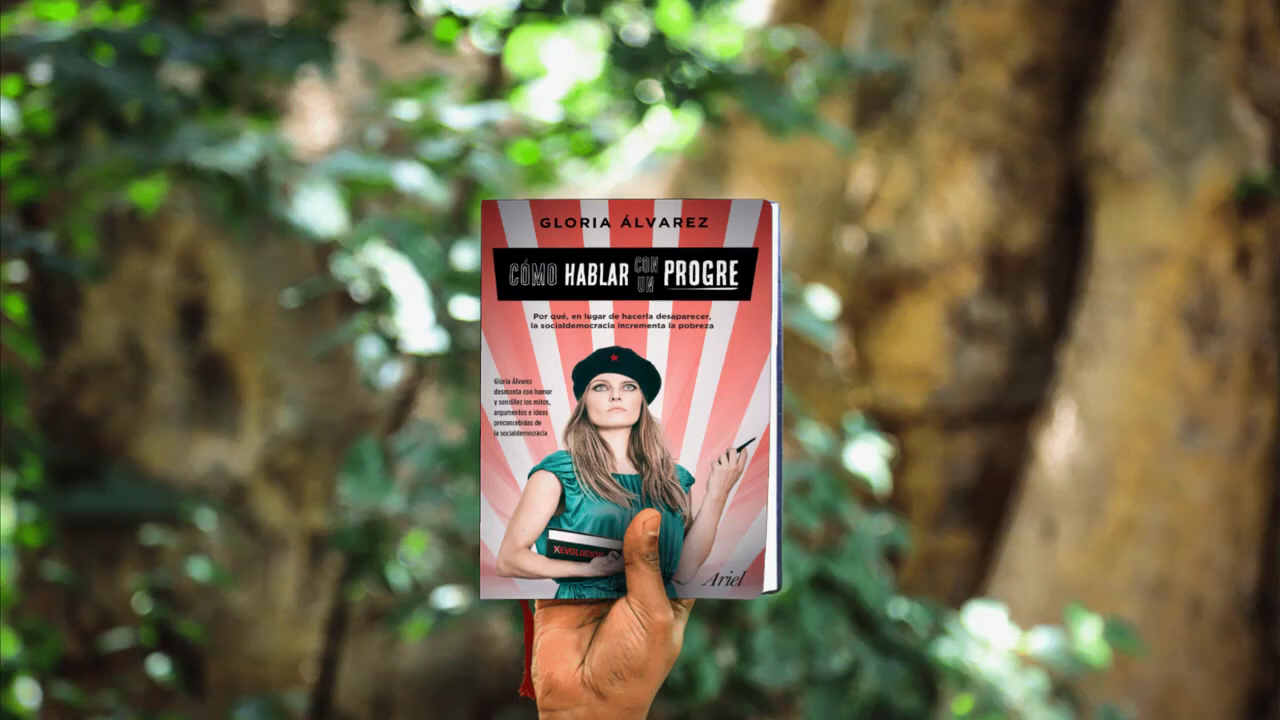 GLORIA ÁLVAREZ
CÓMO HABLAR CON UN PROGRE
Por qué, en lugar de hacerla desaparecer,
la socialdemocracia incrementa la pobreza
Gloria Álvarez
desmonta con humor
y sencillez los mitos,
argumentos e ideas
preconcebidas de
la socialdemocracia
Ariel